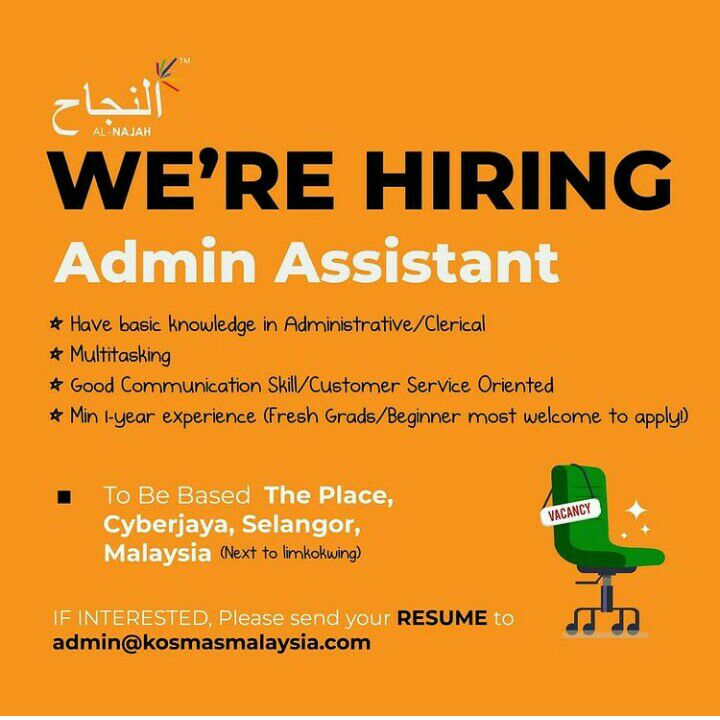 النجاح
TM
AL-NAJAH
WE'RE HIRING
Admin Assistant
Have basic knowledge in Administrative/Clerical
Multitasking
Good Communication Skill/Customer Service Oriented
Min 1-year experience (Fresh Grads/Beginner most welcome to apply!)
To Be Based The Place,
Cyberjaya, Selangor,
Malaysia (Next to limkokwing)
VACANCY
IF INTERESTED, Please send your RESUME to
admin@kosmasmalaysia.com